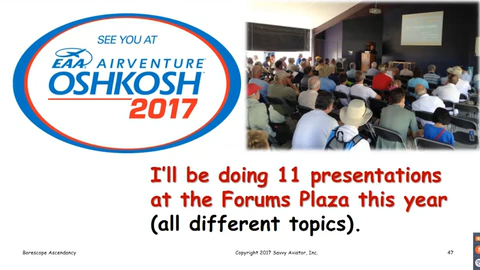 SEE YOU AT
EAA AIRVENTURE
OSHKOSH
2017
I'll be doing 11 presentations
at the Forums Plaza this year
(all different topics).
Borescope Ascendancy
Copyright 2017 Savvy Aviator, Inc.
47